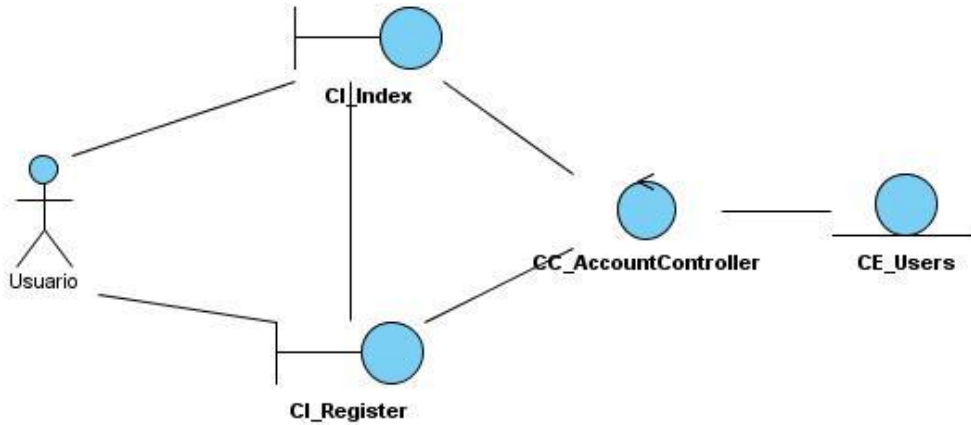 CI_Index
Usuario
CC_AccountController
CE_Users
CI_Register